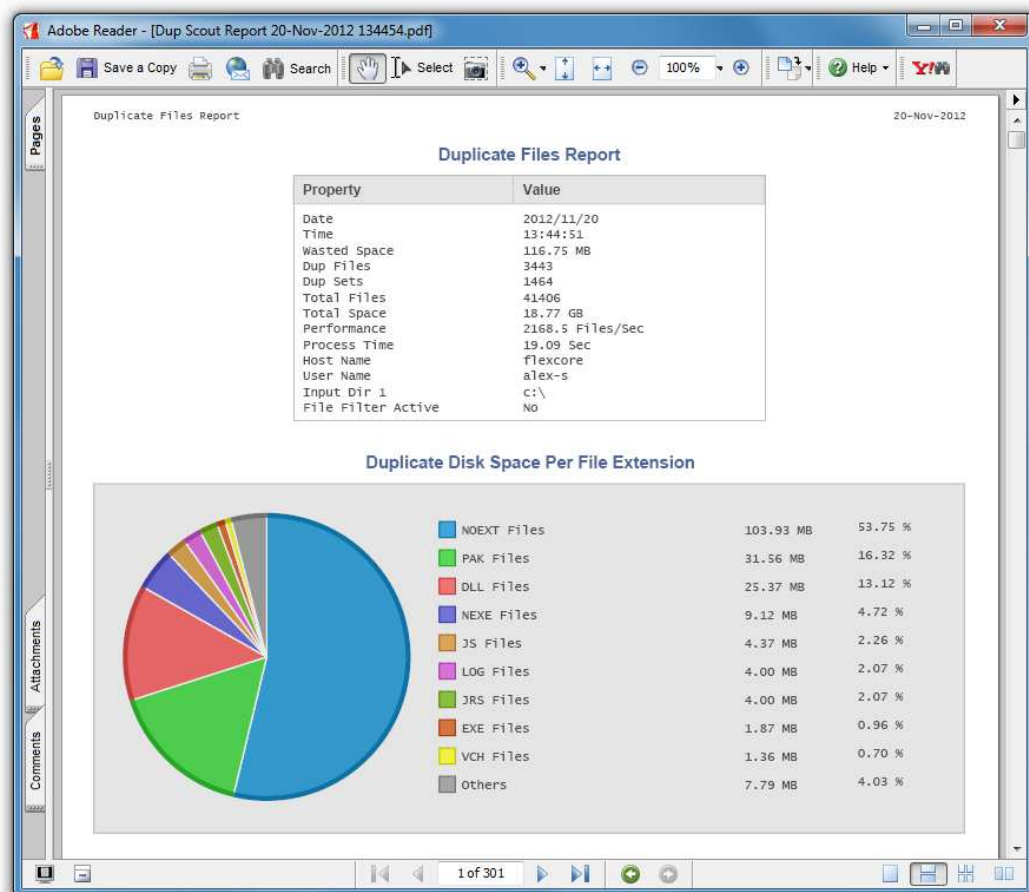 Adobe Reader - [Dup Scout Report 20-Nov-2012 134454.pdf]
Save a Copy Search Select 100% Help Y!
Pages
Attachments
Comments
Duplicate Files Report 20-Nov-2012
Duplicate Files Report
Property Value
Date 2012/11/20
Time 13:44:51
Wasted Space 116.75 MB
Dup Files 3443
Dup Sets 1464
Total Files 41406
Total Space 18.77 GB
Performance 2168.5 Files/Sec
Process Time 19.09 Sec
Host Name flexcore
User Name alex-s
Input Dir 1 c:\
File Filter Active No
Duplicate Disk Space Per File Extension
NOEXT Files 103.93 MB 53.75 %
PAK Files 31.56 MB 16.32 %
DLL Files 25.37 MB 13.12 %
NEXE Files 9.12 MB 4.72 %
JS Files 4.37 MB 2.26 %
LOG Files 4.00 MB 2.07 %
JRS Files 4.00 MB 2.07 %
EXE Files 1.87 MB 0.96 %
VCH Files 1.36 MB 0.70 %
Others 7.79 MB 4.03 %
1 of 301